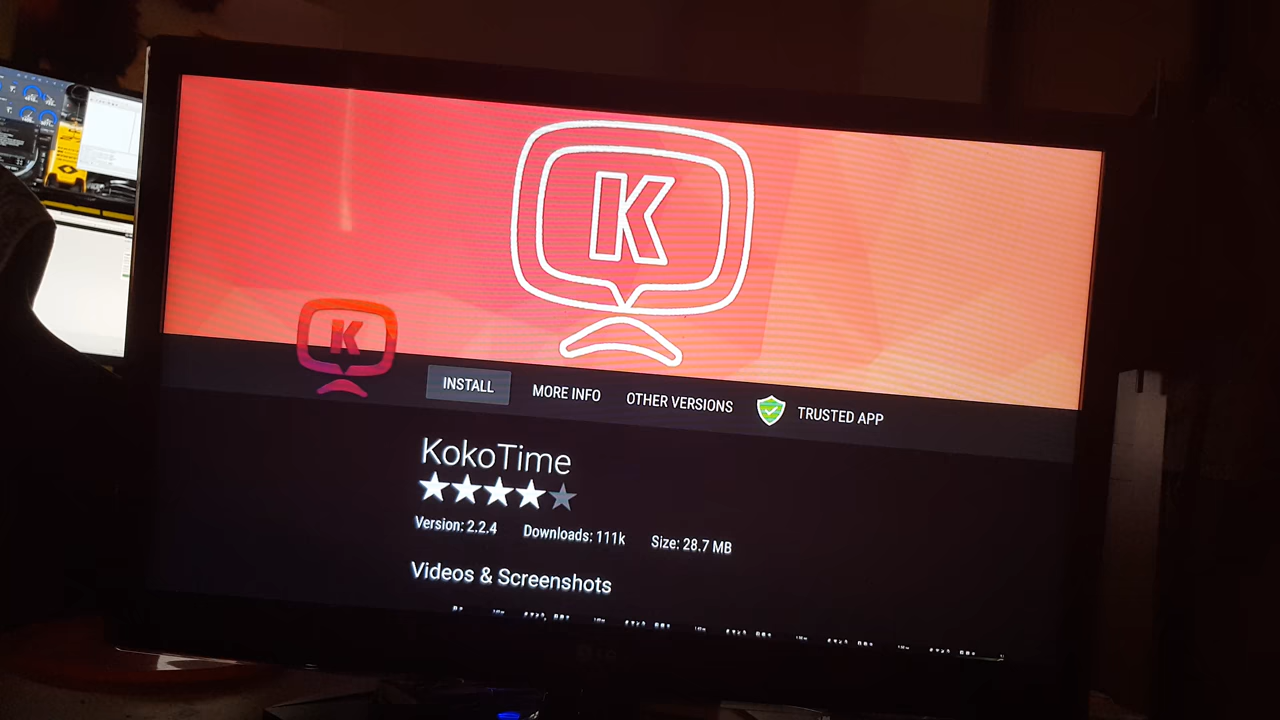 K
K
INSTALL MORE INFO OTHER VERSIONS TRUSTED APP
KokoTime
Version: 2.2.4 Downloads: 111k Size: 28.7 MB
Videos & Screenshots